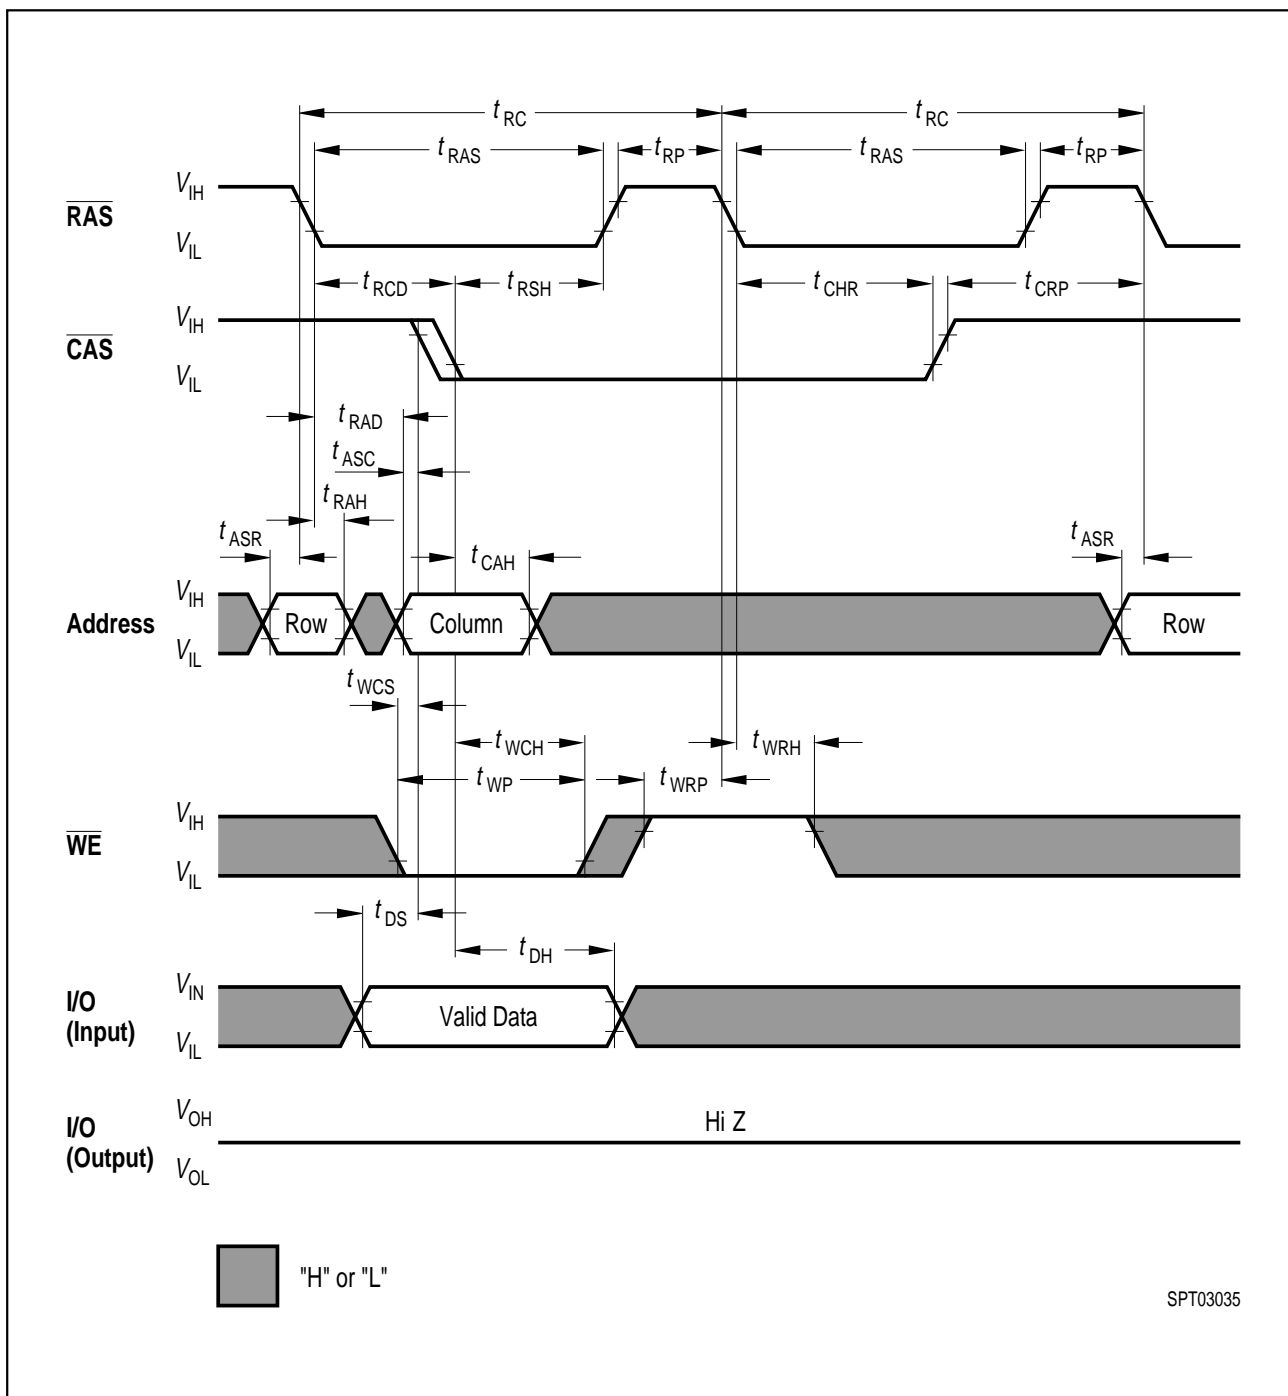 tRC tRC
tRAS tRP tRAS tRP
RAS VIH
VIL
tRCD tRSH tCHR tCRP
CAS VIH
VIL
tRAD
tASC
tRAH
tASR tCAH tASR
Address VIH
VIL
Row Column Row
tWCS
tWCH tWRH
tWP tWRP
WE VIH
VIL
tDS
tDH
I/O
(Input)
VIN
VIL
Valid Data
I/O
(Output)
VOH
VOL
Hi Z
"H" or "L"
SPT03035